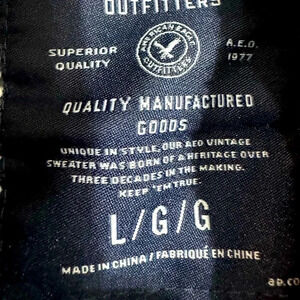 OUTFITTERS
SUPERIOR
QUALITY
AMERICAN EAGLE
OUTFITTERS
A.E.O.
1977
QUALITY MANUFACTURED
GOODS
UNIQUE IN STYLE, OUR AEO VINTAGE
SWEATER WAS BORN OF A HERITAGE OVER
THREE DECADES IN THE MAKING.
KEEP 'EM TRUE.
L/G/G
MADE IN CHINA / FABRIQUÉ EN CHINE
ae.co